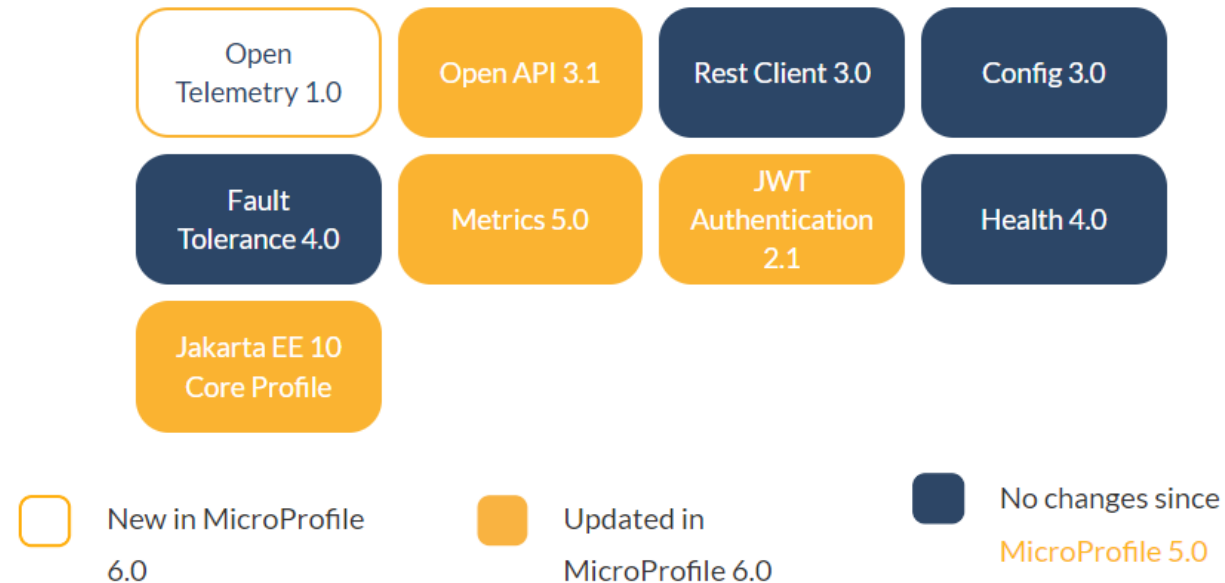 Open
Telemetry 1.0
Open API 3.1
Rest Client 3.0
Config 3.0
Fault
Tolerance 4.0
Metrics 5.0
JWT
Authentication
2.1
Health 4.0
Jakarta EE 10
Core Profile
New in MicroProfile
6.0
Updated in
MicroProfile 6.0
No changes since
MicroProfile 5.0